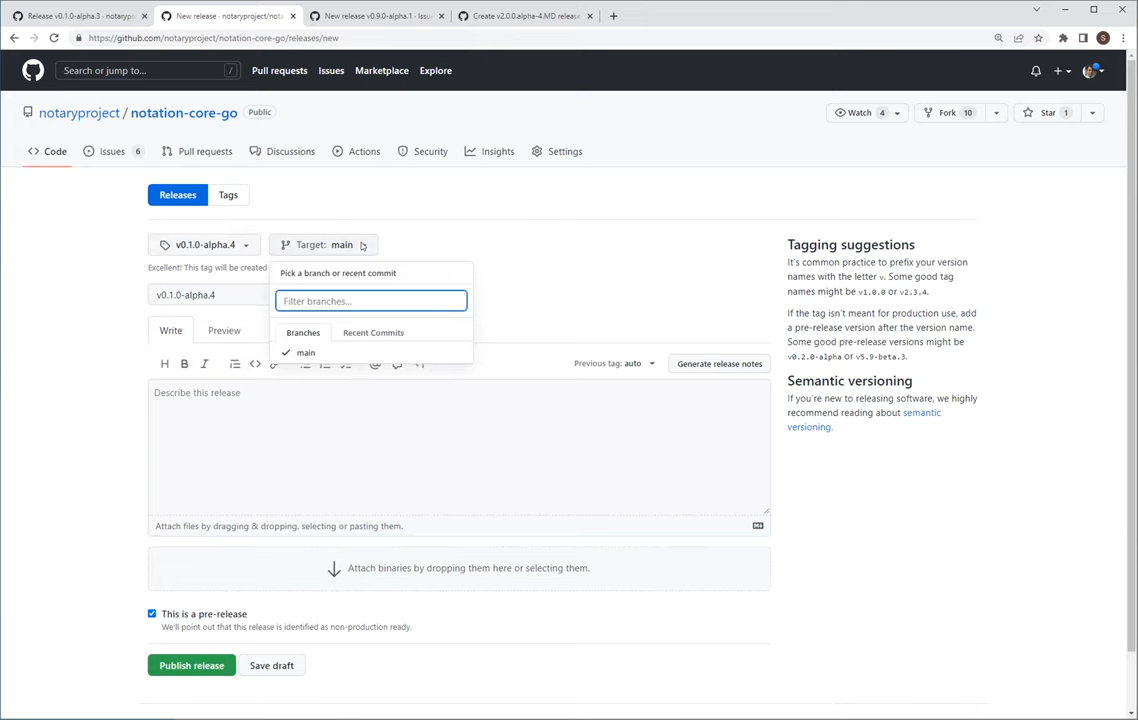 Release v0.1.0-alpha.3 · notarypr
New release · notaryproject/nota
New release v0.9.0-alpha.1 · Issu
Create v2.0.0.alpha-4.MD release
https://github.com/notaryproject/notation-core-go/releases/new
S
Search or jump to...
/
Pull requests
Issues
Marketplace
Explore
notaryproject / notation-core-go
Public
Watch 4
Fork 10
Star 1
Code
Issues 6
Pull requests
Discussions
Actions
Security
Insights
Settings
Releases
Tags
v0.1.0-alpha.4
Target: main
Excellent! This tag will be created
Pick a branch or recent commit
v0.1.0-alpha.4
Filter branches...
Write
Preview
Branches
Recent Commits
main
H B I
Previous tag: auto
Generate release notes
Describe this release
Attach files by dragging & dropping, selecting or pasting them.
Attach binaries by dropping them here or selecting them.
This is a pre-release
We'll point out that this release is identified as non-production ready.
Publish release
Save draft
Tagging suggestions
It's common practice to prefix your version
names with the letter v. Some good tag
names might be v1.0.0 or v2.3.4.
If the tag isn't meant for production use, add
a pre-release version after the version name.
Some good pre-release versions might be
v0.2.0-alpha or v5.9-beta.3.
Semantic versioning
If you're new to releasing software, we highly
recommend reading about semantic
versioning.